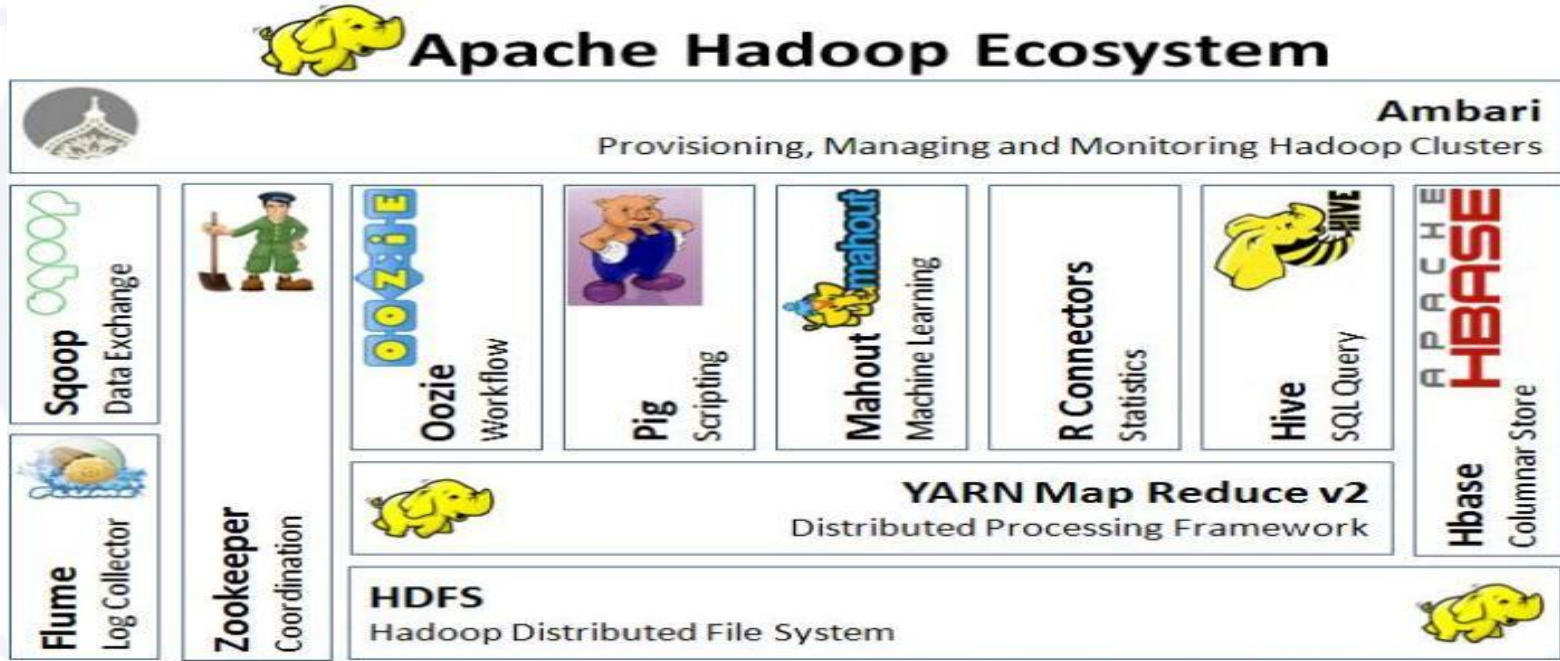 Apache Hadoop Ecosystem
Ambari
Provisioning, Managing and Monitoring Hadoop Clusters
sqoop
Sqoop
Data Exchange
Zookeeper
Coordination
OOZIE
Oozie
Workflow
Pig
Scripting
mahout
Mahout
Machine Learning
R Connectors
Statistics
HIVE
Hive
SQL Query
APACHE
HBASE
Hbase
Columnar Store
Flume
Flume
Log Collector
YARN Map Reduce v2
Distributed Processing Framework
HDFS
Hadoop Distributed File System